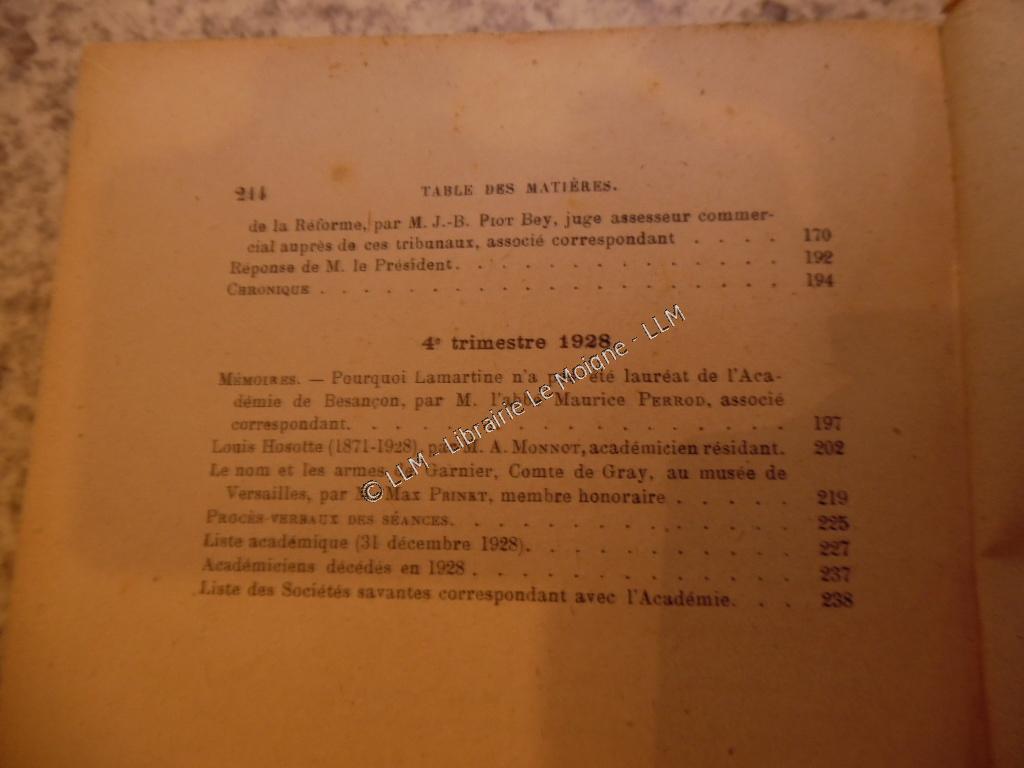 244 TABLE DES MATIÈRES.
de la Réforme, par M. J.-B. PIOT BEY, juge assesseur commer-
cial auprès de ces tribunaux, associé correspondant . . . . 170
Réponse de M. le Président. . . . . . . . . . . . . . . 192
CHRONIQUE . . . . . . . . . . . . . . . . . . . . . 194
4e trimestre 1928.
MÉMOIRES. — Pourquoi Lamartine n'a été lauréat de l'Aca-
démie de Besançon, par M. l'abbé Maurice PERROD, associé
correspondant. . . . . . . . . . . . . . . . . . . . 197
Louis Hosotte (1871-1928), par M. A. MONNOT, académicien résidant. 202
Le nom et les armes de Garnier, Comte de Gray, au musée de
Versailles, par M. MAX PRINET, membre honoraire . . . . . 219
PROCÈS-VERBAUX DES SÉANCES. . . . . . . . . . . . . . . 225
Liste académique (31 décembre 1928). . . . . . . . . . . . 227
Académiciens décédés en 1928 . . . . . . . . . . . . . . 237
Liste des Sociétés savantes correspondant avec l'Académie. . . . 238
© LLM - Librairie Le Moigne - LLM